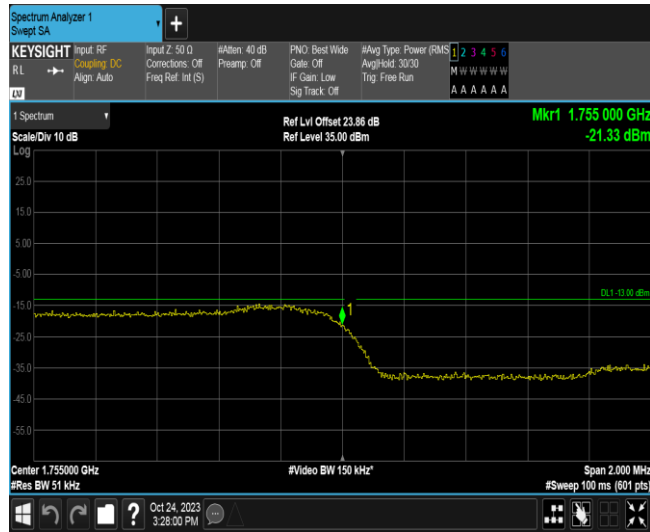 Spectrum Analyzer 1
Swept SA
KEYSIGHT
RL
LXI
Input: RF
Coupling: DC
Align: Auto
Input Z: 50 Ω
Corrections: Off
Freq Ref: Int (S)
#Atten: 40 dB
Preamp: Off
PNO: Best Wide
Gate: Off
IF Gain: Low
Sig Track: Off
#Avg Type: Power (RMS
Avg|Hold: 30/30
Trig: Free Run
1 2 3 4 5 6
M W W W W W
A A A A A A
1 Spectrum
Scale/Div 10 dB
Log
Ref Lvl Offset 23.86 dB
Ref Level 35.00 dBm
Mkr1 1.755 000 GHz
-21.33 dBm
25.0
15.0
5.00
-5.00
DL1 -13.00 dBm
-15.0
1
-25.0
-35.0
-45.0
-55.0
Center 1.755000 GHz
#Video BW 150 kHz*
Span 2.000 MHz
#Res BW 51 kHz
#Sweep 100 ms (601 pts)
?
Oct 24, 2023
3:28:00 PM